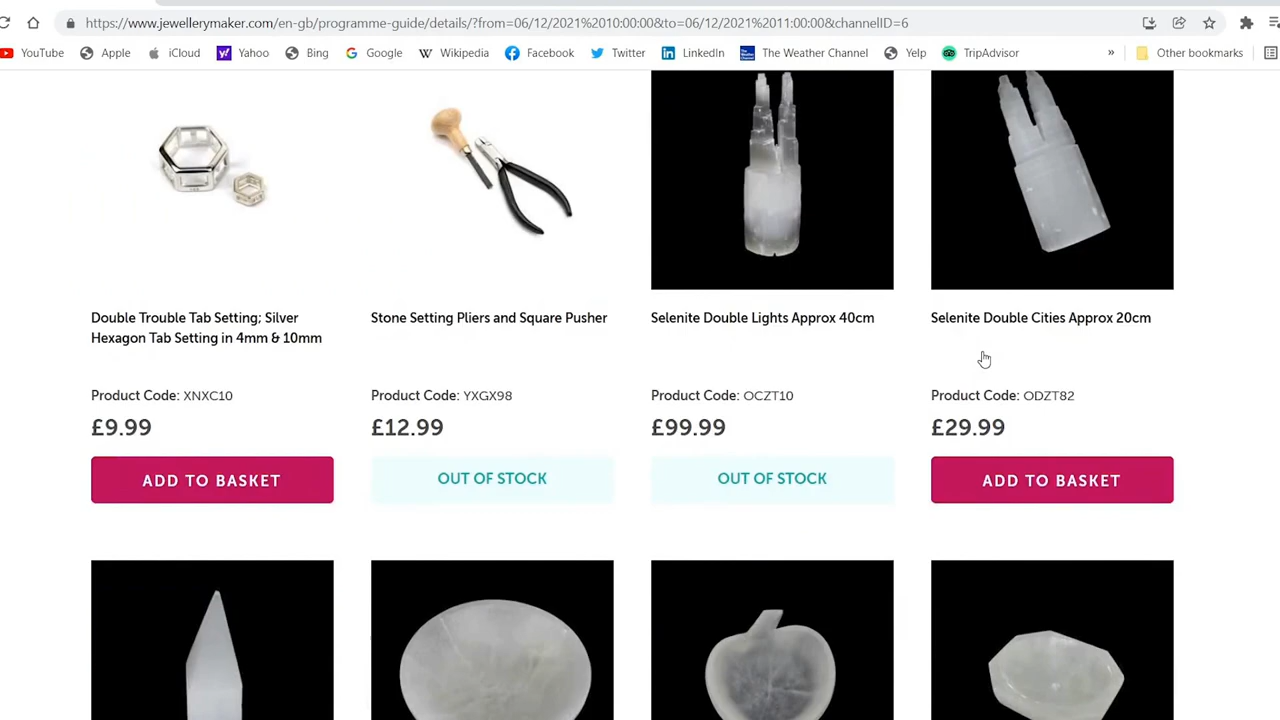 https://www.jewellerymaker.com/en-gb/programme-guide/details/?from=06/12/2021%2010:00:00&to=06/12/2021%2011:00:00&channelID=6
YouTube Apple iCloud Yahoo Bing Google Wikipedia Facebook Twitter LinkedIn The Weather Channel Yelp TripAdvisor » Other bookmarks
Double Trouble Tab Setting; Silver
Hexagon Tab Setting in 4mm & 10mm
Product Code: XNXC10
£9.99
ADD TO BASKET
Stone Setting Pliers and Square Pusher
Product Code: YXGX98
£12.99
OUT OF STOCK
Selenite Double Lights Approx 40cm
Product Code: OCZT10
£99.99
OUT OF STOCK
Selenite Double Cities Approx 20cm
Product Code: ODZT82
£29.99
ADD TO BASKET